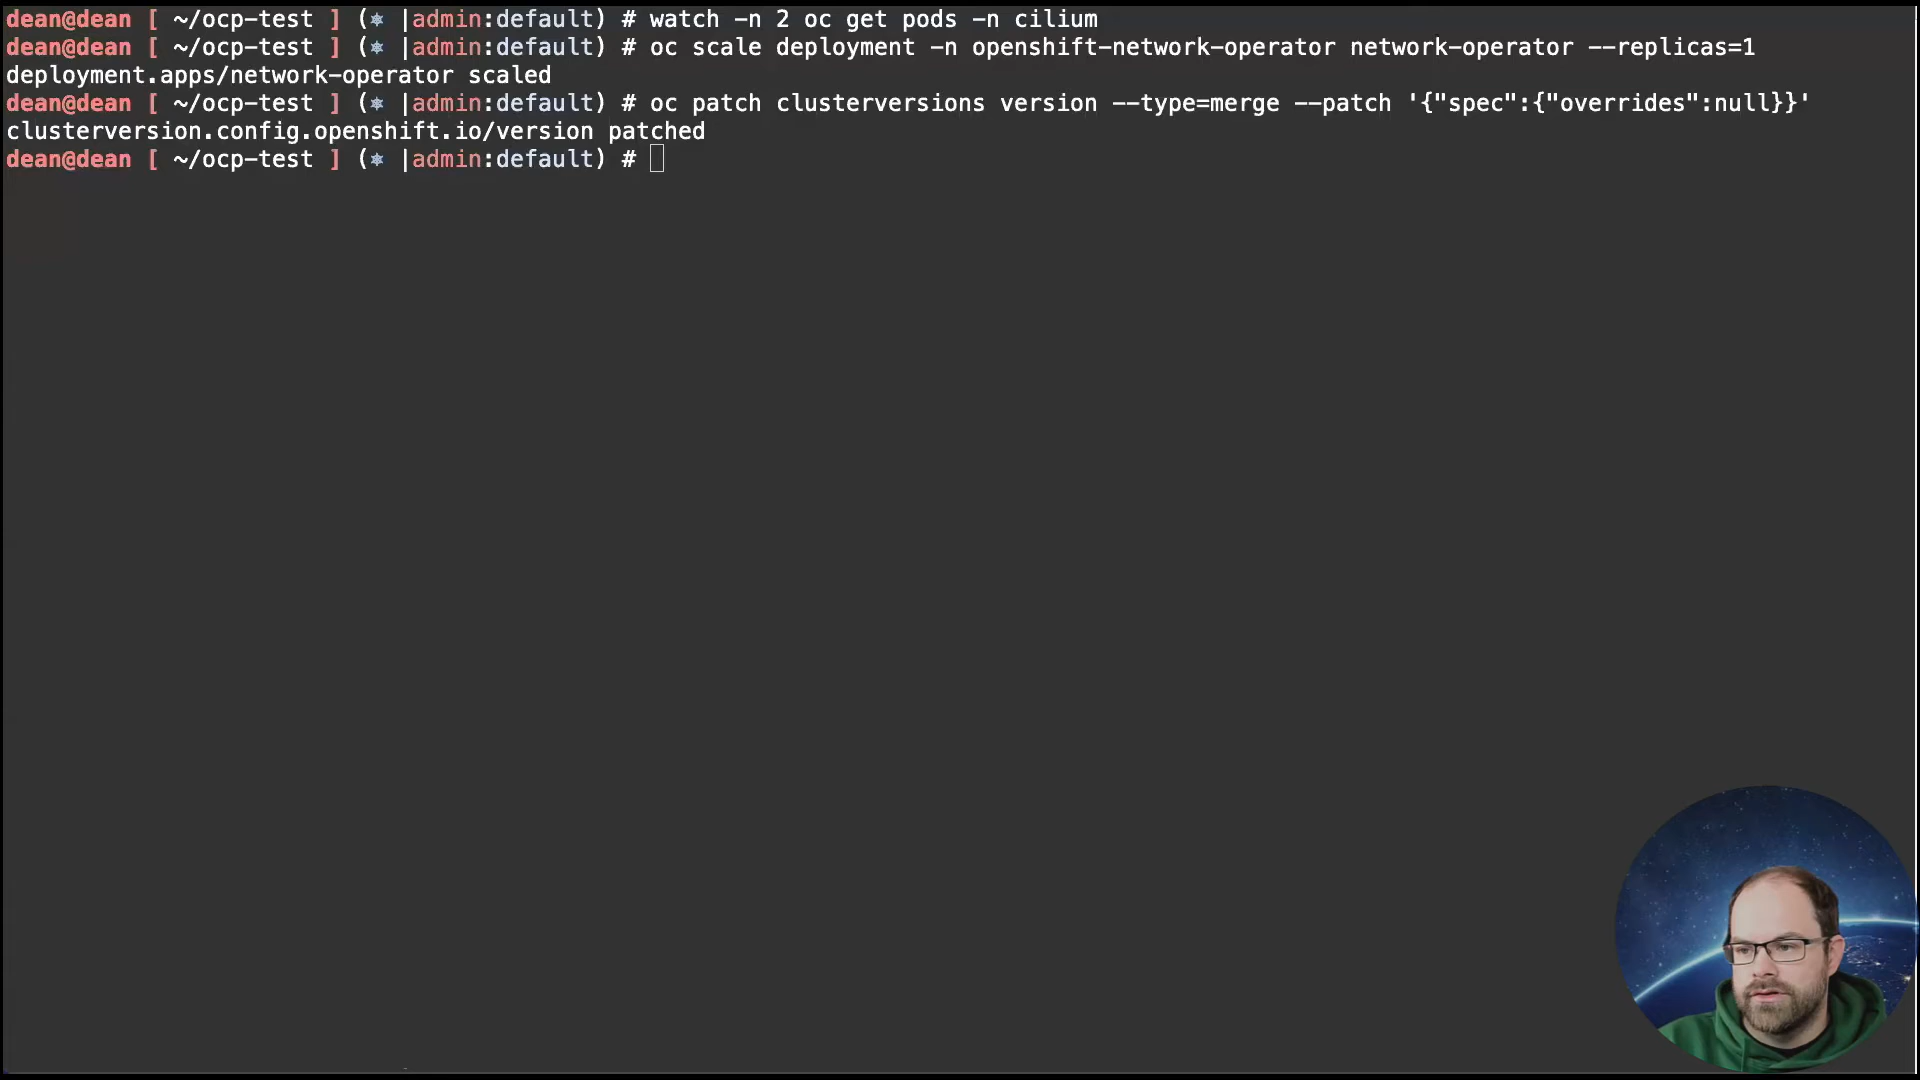 dean@dean [ ~/ocp-test ] (⎈ |admin:default) # watch -n 2 oc get pods -n cilium
dean@dean [ ~/ocp-test ] (⎈ |admin:default) # oc scale deployment -n openshift-network-operator network-operator --replicas=1
deployment.apps/network-operator scaled
dean@dean [ ~/ocp-test ] (⎈ |admin:default) # oc patch clusterversions version --type=merge --patch '{"spec":{"overrides":null}}'
clusterversion.config.openshift.io/version patched
dean@dean [ ~/ocp-test ] (⎈ |admin:default) #